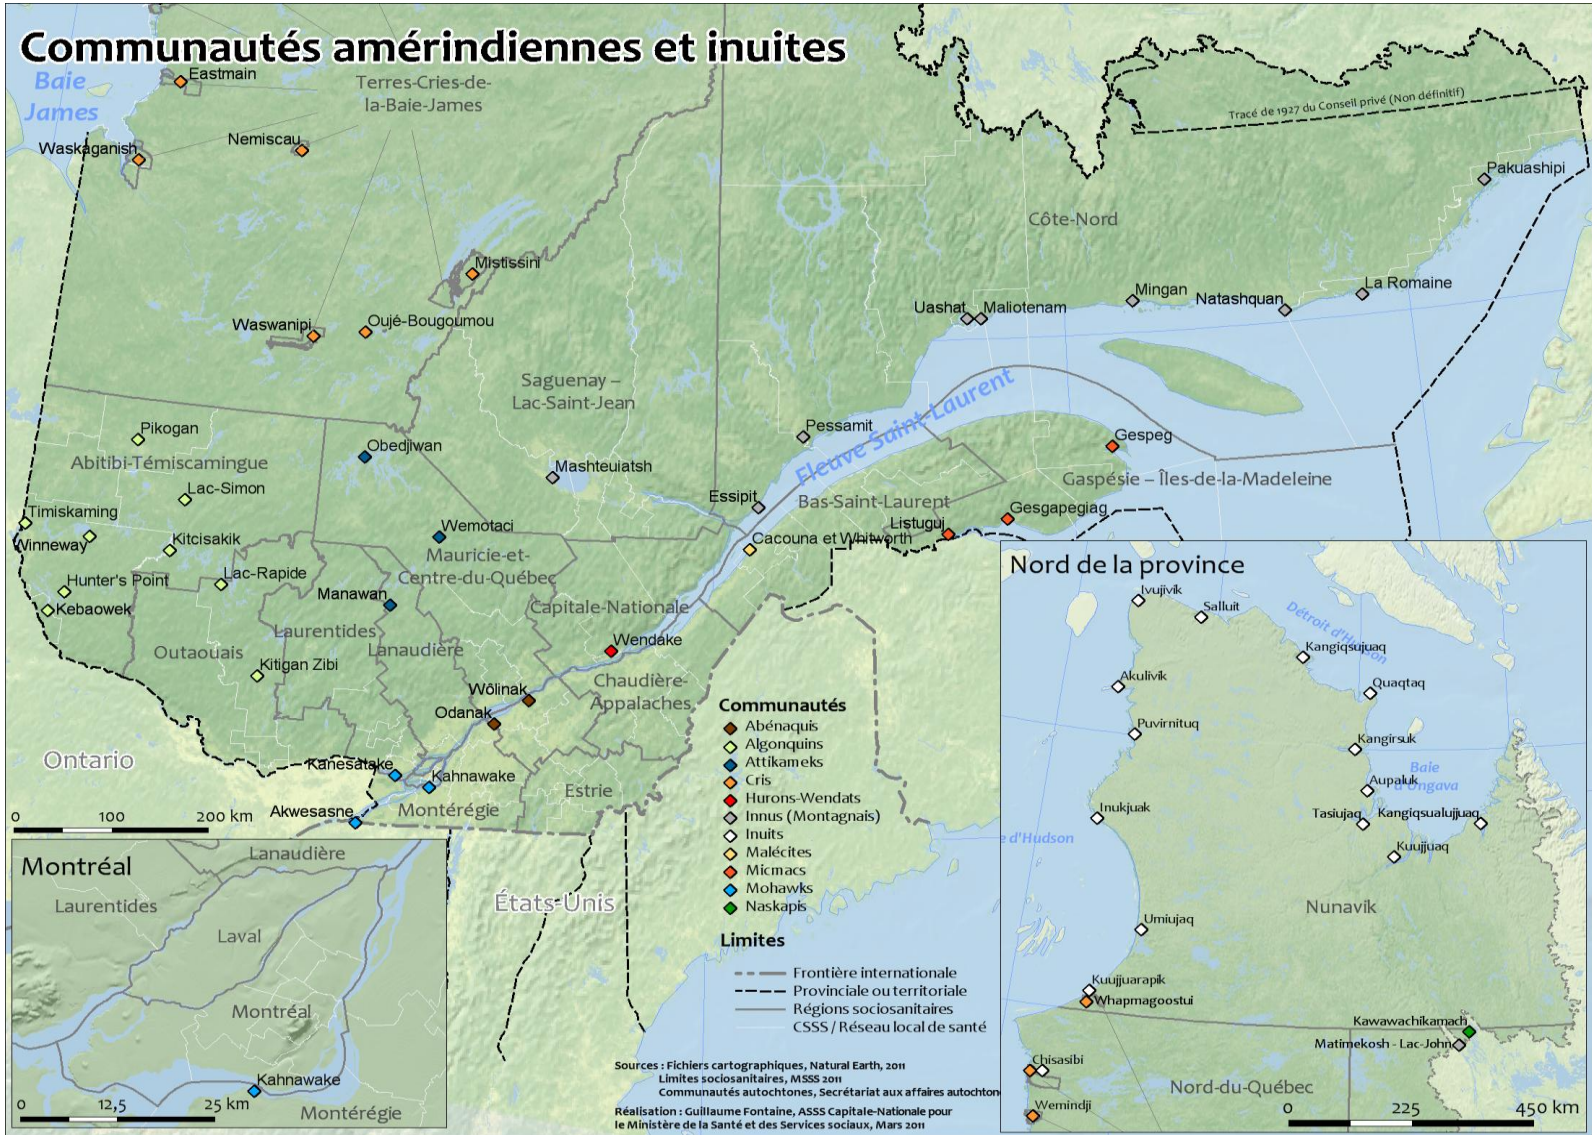 Communautés amérindiennes et inuites
Baie
James
Eastmain
Terres-Cries-de-
la-Baie-James
Waskaganish
Nemiscau
Tracé de 1927 du Conseil privé (Non définitif)
Pakuashipi
Côte-Nord
Mistissini
Waswanipi
Oujé-Bougoumou
Uashat
Maliotenam
Mingan
Natashquan
La Romaine
Saguenay –
Lac-Saint-Jean
Fleuve Saint-Laurent
Pikogan
Abitibi-Témiscamingue
Obedjiwan
Mashteuiatsh
Pessamit
Gespeg
Lac-Simon
Essipit
Bas-Saint-Laurent
Gaspésie – Îles-de-la-Madeleine
Timiskaming
Winneway
Kitcisakik
Wemotaci
Cacouna et Whitworth
Listuguj
Gesgapegiag
Mauricie-et-
Centre-du-Québec
Hunter's Point
Lac-Rapide
Kebaowek
Manawan
Capitale-Nationale
Laurentides
Lanaudière
Outaouais
Wendake
Kitigan Zibi
Chaudière-
Appalaches
Wôlinak
Odanak
Ontario
Kanesatake
Kahnawake
Akwesasne
Montérégie
Estrie
0 100 200 km
États-Unis
Communautés
Abénaquis
Algonquins
Attikameks
Cris
Hurons-Wendats
Innus (Montagnais)
Inuits
Malécites
Micmacs
Mohawks
Naskapis
Limites
Frontière internationale
Provinciale ou territoriale
Régions sociosanitaires
CSSS / Réseau local de santé
Sources : Fichiers cartographiques, Natural Earth, 2011
Limites sociosanitaires, MSSS 2011
Communautés autochtones, Secrétariat aux affaires autochton
Réalisation : Guillaume Fontaine, ASSS Capitale-Nationale pour
le Ministère de la Santé et des Services sociaux, Mars 2011
Montréal
Lanaudière
Laurentides
Laval
Montréal
Kahnawake
Montérégie
0 12,5 25 km
Nord de la province
Ivujivik
Salluit
Détroit d'Hudson
Kangiqsujuaq
Akulivik
Quaqtaq
Puvirnituq
Kangirsuk
Baie
d'Ungava
Aupaluk
Inukjuak
Tasiujaq
Kangiqsualujjuaq
e d'Hudson
Kuujjuaq
Nunavik
Umiujaq
Kuujjuarapik
Whapmagoostui
Kawawachikamach
Matimekosh - Lac-John
Chisasibi
Nord-du-Québec
Wemindji
0 225 450 km